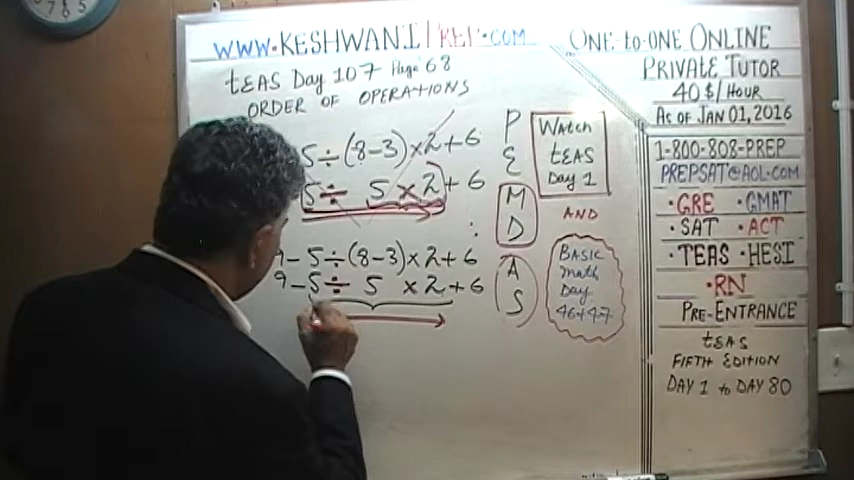 WWW.KESHWANIPREP.COM
tEAS Day 107 Page 68
ORDER OF OPERATIONS
5÷(8-3)×2+6
5÷ 5 ×2+6
9-5÷(8-3)×2+6
9-5÷ 5 ×2+6
P
E
M
D
A
S
Watch
tEAS
Day 1
AND
BASIC
math
Day
46+47
ONE-to-ONE ONLINE
PRIVATE TUTOR
40$/HOUR
AS OF JAN 01, 2016
1-800-808-PREP
PREPSAT@AOL.COM
•GRE •GMAT
•SAT •ACT
•TEAS •HESI
•RN
PRE-ENTRANCE
tEAS
FIFTH EDITION
DAY 1 to DAY 80